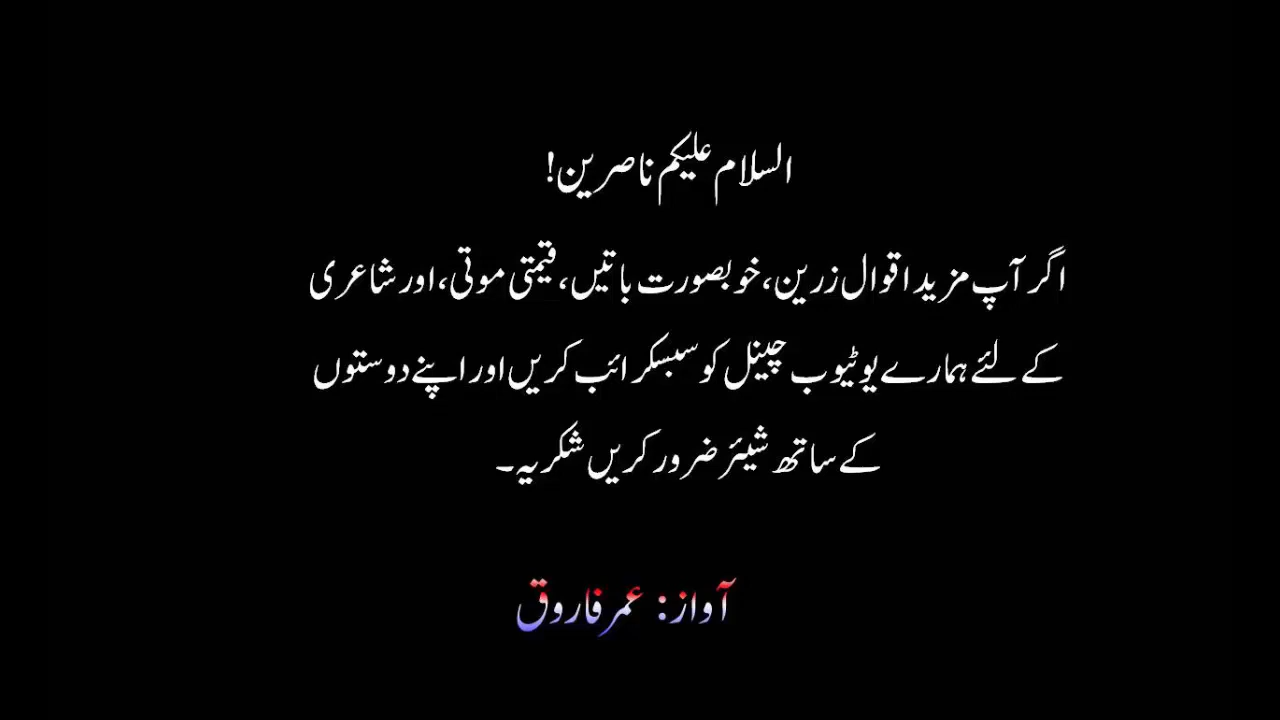 السلام علیکم ناصرین!
اگر آپ مزید اقوال زرین، خوبصورت باتیں، قیمتی موتی، اور شاعری
کے لئے ہمارے یوٹیوب چینل کو سبسکرائب کریں اور اپنے دوستوں
کے ساتھ شیئر ضرور کریں شکریہ۔
آواز: عمر فاروق